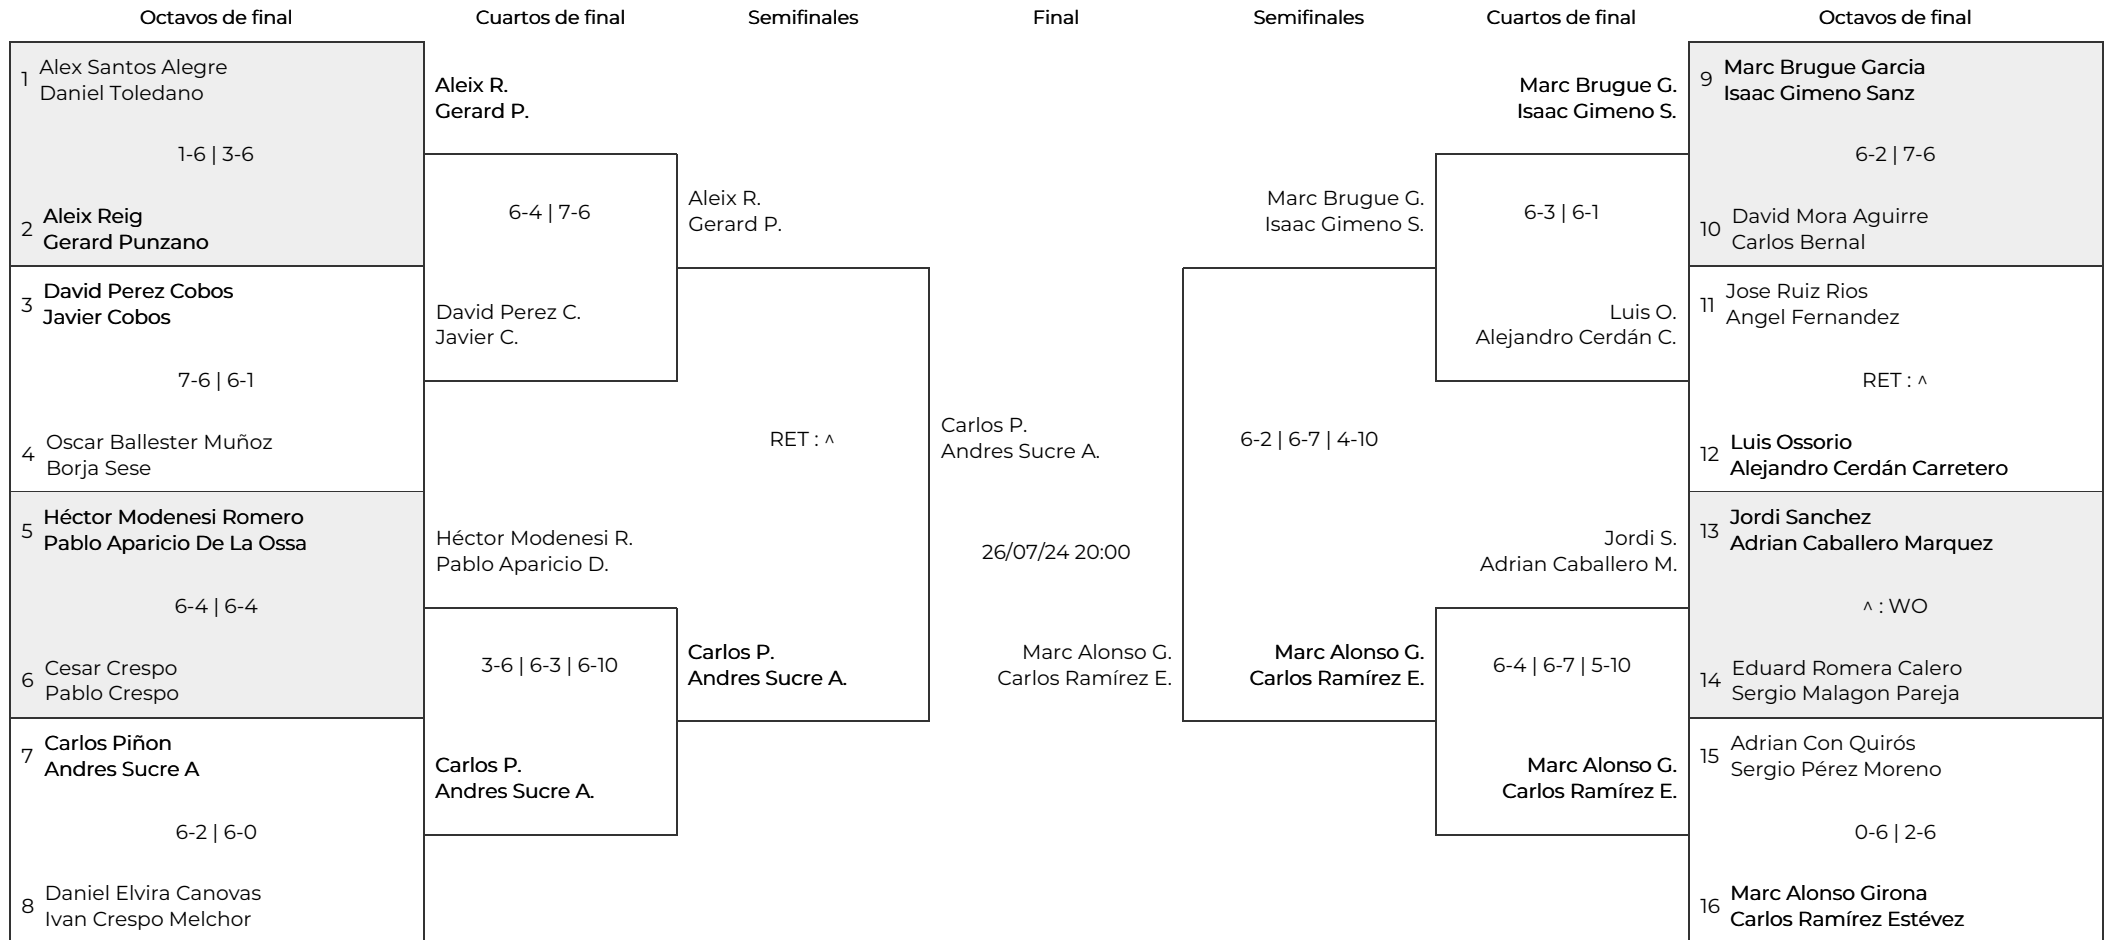 Octavos de final
Cuartos de final
Semifinales
Final
Semifinales
Cuartos de final
Octavos de final
1
Alex Santos Alegre
Daniel Toledano
1-6 | 3-6
2
Aleix Reig
Gerard Punzano
3
David Perez Cobos
Javier Cobos
7-6 | 6-1
4
Oscar Ballester Muñoz
Borja Sese
5
Héctor Modenesi Romero
Pablo Aparicio De La Ossa
6-4 | 6-4
6
Cesar Crespo
Pablo Crespo
7
Carlos Piñon
Andres Sucre A
6-2 | 6-0
8
Daniel Elvira Canovas
Ivan Crespo Melchor
Aleix R.
Gerard P.
6-4 | 7-6
David Perez C.
Javier C.
Héctor Modenesi R.
Pablo Aparicio D.
3-6 | 6-3 | 6-10
Carlos P.
Andres Sucre A.
Aleix R.
Gerard P.
RET : ^
Carlos P.
Andres Sucre A.
Carlos P.
Andres Sucre A.
26/07/24 20:00
Marc Alonso G.
Carlos Ramírez E.
Marc Brugue G.
Isaac Gimeno S.
6-2 | 6-7 | 4-10
Marc Alonso G.
Carlos Ramírez E.
Marc Brugue G.
Isaac Gimeno S.
6-3 | 6-1
Luis O.
Alejandro Cerdán C.
Jordi S.
Adrian Caballero M.
6-4 | 6-7 | 5-10
Marc Alonso G.
Carlos Ramírez E.
9
Marc Brugue Garcia
Isaac Gimeno Sanz
6-2 | 7-6
10
David Mora Aguirre
Carlos Bernal
11
Jose Ruiz Rios
Angel Fernandez
RET : ^
12
Luis Ossorio
Alejandro Cerdán Carretero
13
Jordi Sanchez
Adrian Caballero Marquez
^ : WO
14
Eduard Romera Calero
Sergio Malagon Pareja
15
Adrian Con Quirós
Sergio Pérez Moreno
0-6 | 2-6
16
Marc Alonso Girona
Carlos Ramírez Estévez